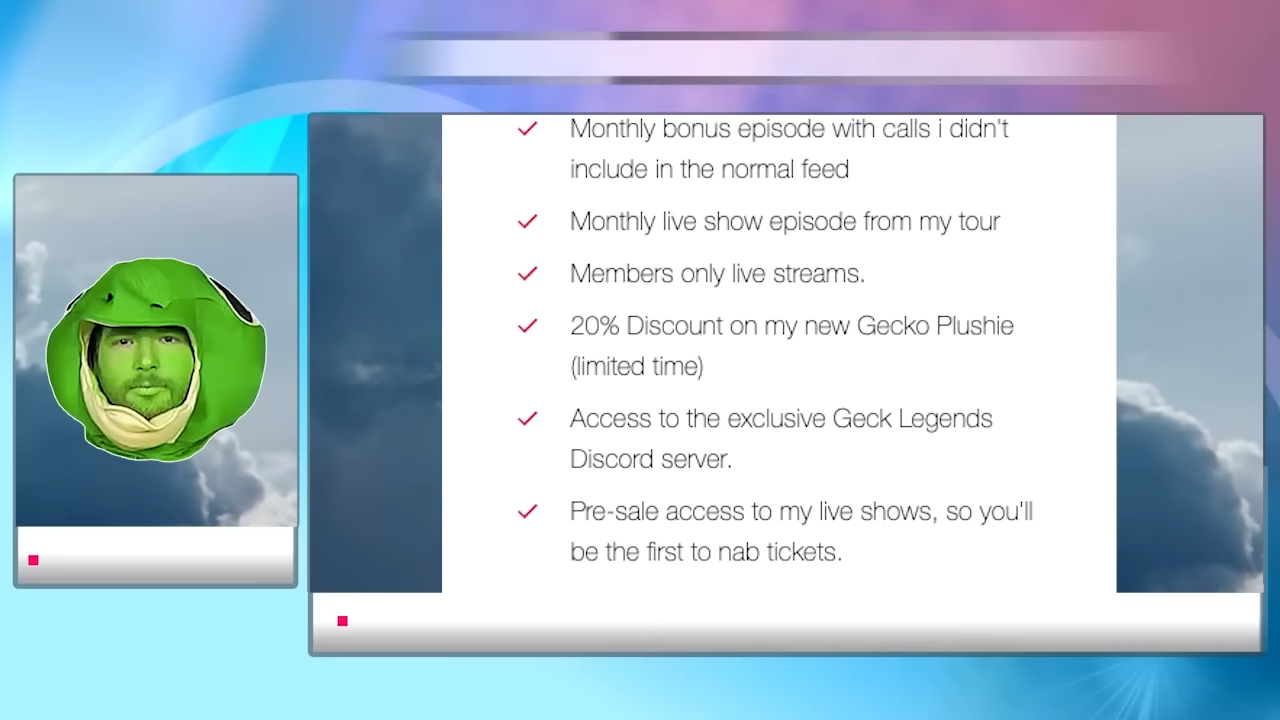 Monthly bonus episode with calls i didn't
include in the normal feed
Monthly live show episode from my tour
Members only live streams.
20% Discount on my new Gecko Plushie
(limited time)
Access to the exclusive Geck Legends
Discord server.
Pre-sale access to my live shows, so you'll
be the first to nab tickets.